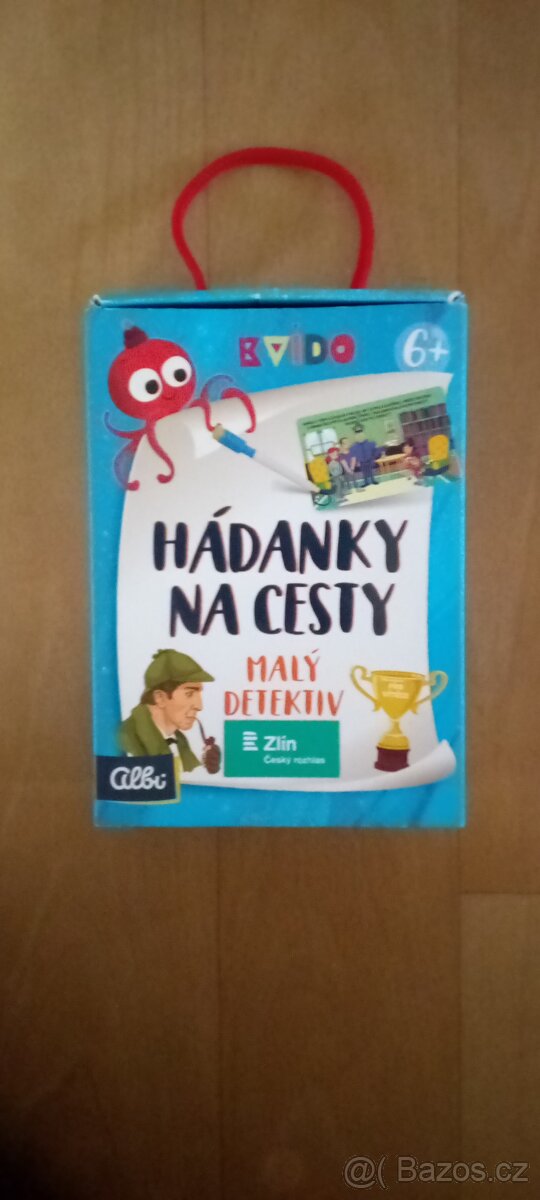 KVÍDO
6+
HÁDANKY
NA CESTY
MALÝ
DETEKTIV
Zlín
Český rozhlas
albi
@( Bazos.cz